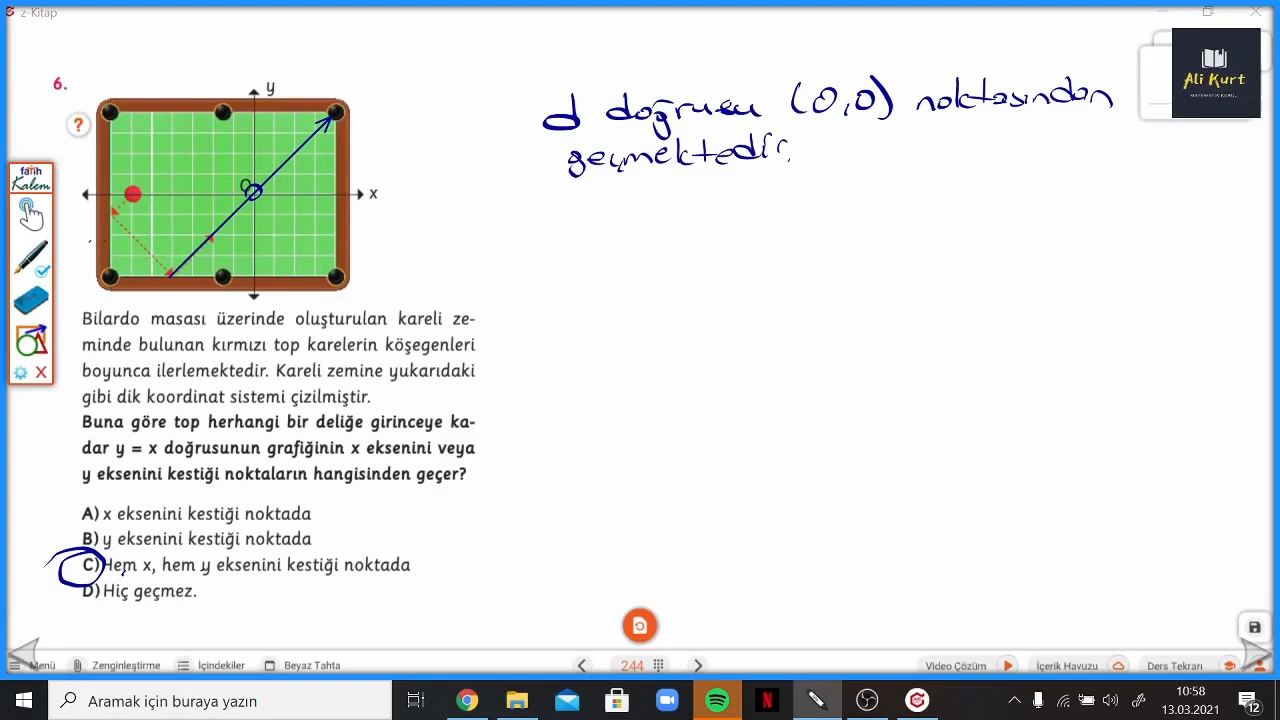 z-Kitap
Ali Kurt
6.
y
?
d doğrusu (0,0) noktasından
geçmektedir.
fatih
Kalem
O
x
Bilardo masası üzerinde oluşturulan kareli ze-
minde bulunan kırmızı top karelerin köşegenleri
boyunca ilerlemektedir. Kareli zemine yukarıdaki
gibi dik koordinat sistemi çizilmiştir.
Buna göre top herhangi bir deliğe girinceye ka-
dar y = x doğrusunun grafiğinin x eksenini veya
y eksenini kestiği noktaların hangisinden geçer?
A) x eksenini kestiği noktada
B) y eksenini kestiği noktada
C) Hem x, hem y eksenini kestiği noktada
D) Hiç geçmez.
Menü Zenginleştirme İçindekiler Beyaz Tahta 244 Video Çözüm İçerik Havuzu Ders Tekrarı
Aramak için buraya yazın
10:58
13.03.2021
12